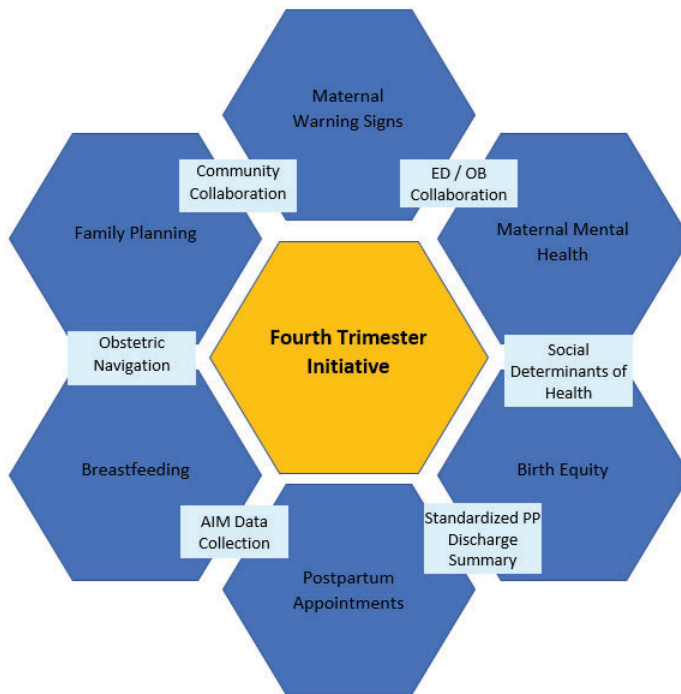 Maternal
Warning Signs
Community
Collaboration
ED / OB
Collaboration
Family Planning
Maternal Mental
Health
Fourth Trimester
Initiative
Obstetric
Navigation
Social
Determinants of
Health
Breastfeeding
Birth Equity
AIM Data
Collection
Standardized PP
Discharge
Summary
Postpartum
Appointments